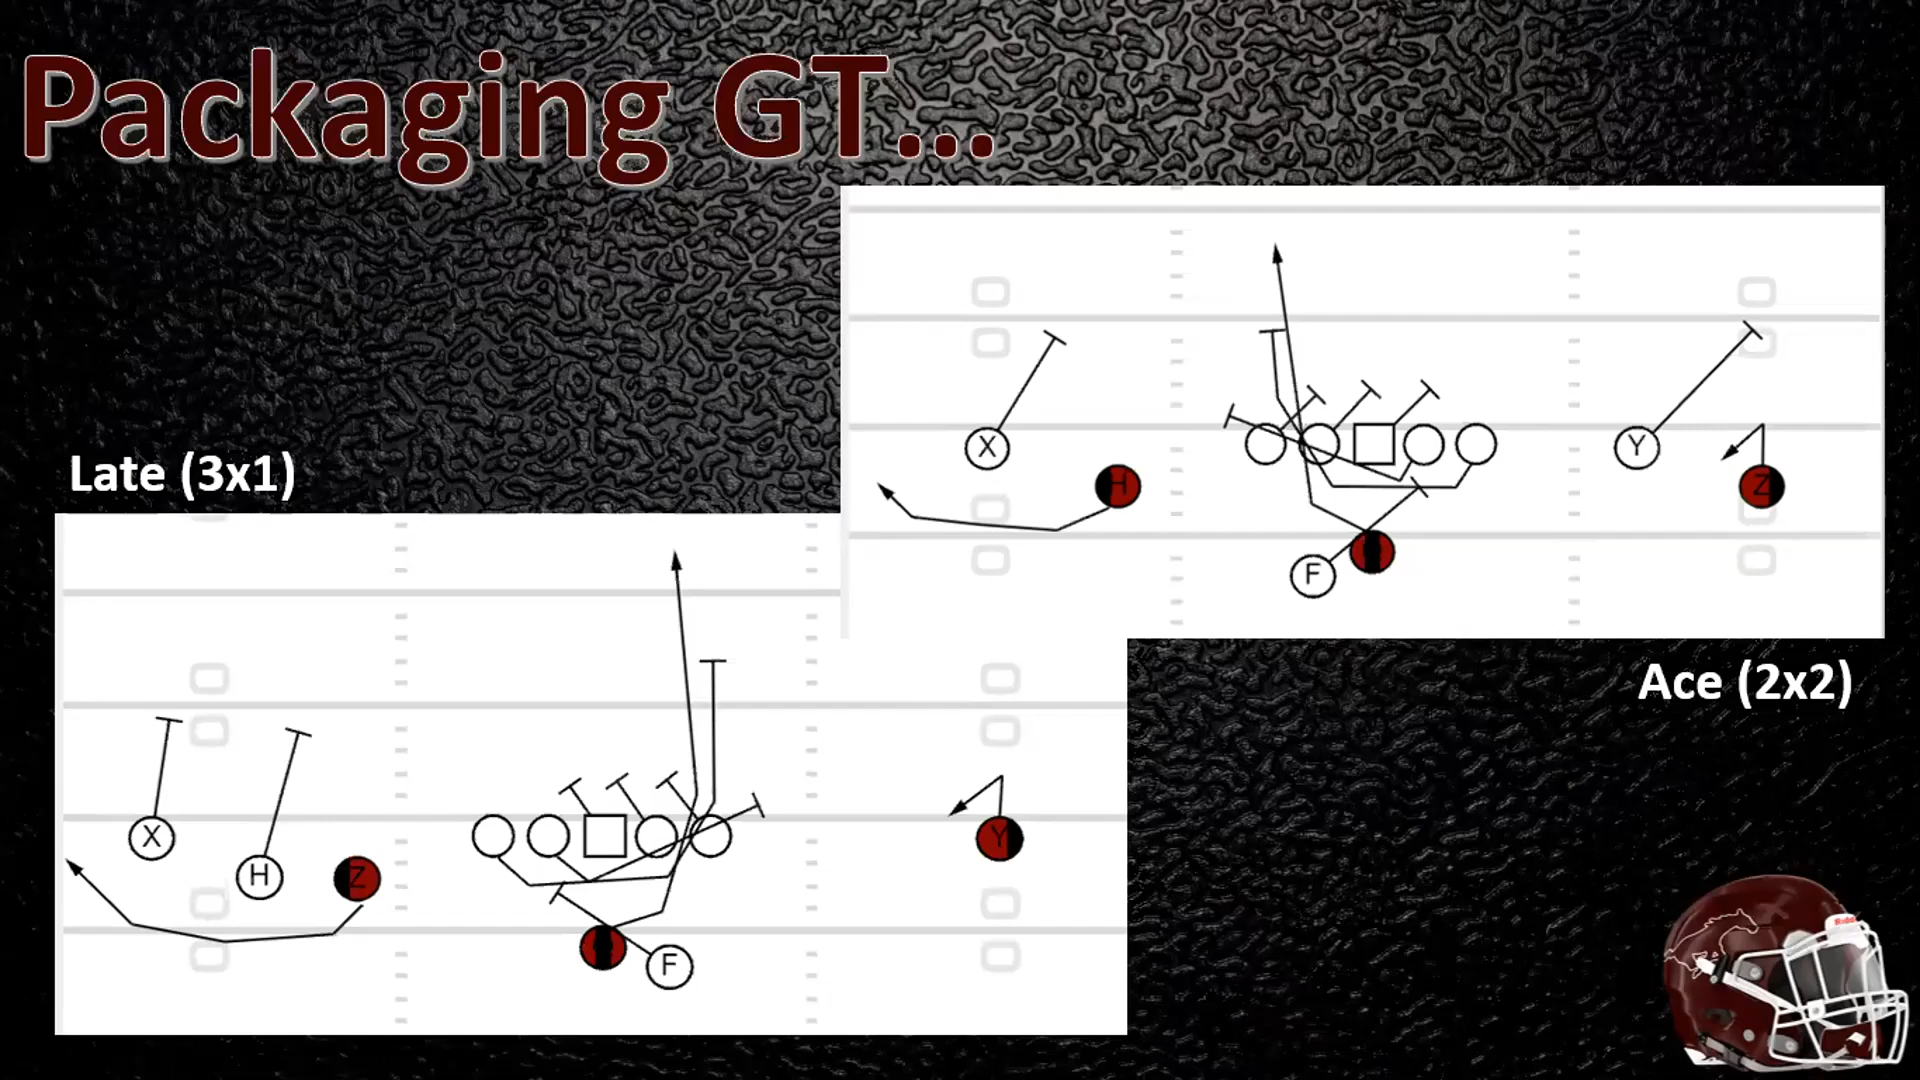 Packaging GT...
Late (3x1)
X
H
Y
Z
F
X
H
Z
Y
F
Ace (2x2)